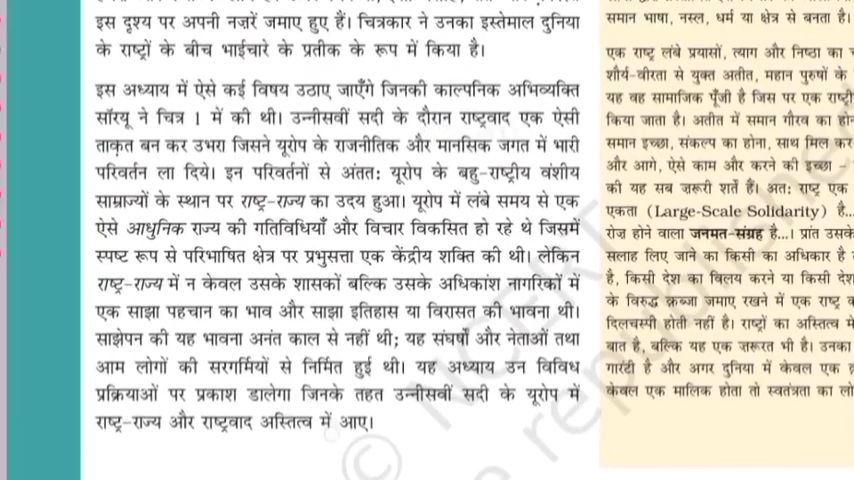 इस दृश्य पर अपनी नज़रें जमाए हुए हैं। चित्रकार ने उनका इस्तेमाल दुनिया
के राष्ट्रों के बीच भाईचारे के प्रतीक के रूप में किया है।
इस अध्याय में ऐसे कई विषय उठाए जाएँगे जिनकी काल्पनिक अभिव्यक्ति
सॉरयू ने चित्र 1 में की थी। उन्नीसवीं सदी के दौरान राष्ट्रवाद एक ऐसी
ताक़त बन कर उभरा जिसने यूरोप के राजनीतिक और मानसिक जगत में भारी
परिवर्तन ला दिये। इन परिवर्तनों से अंतत: यूरोप के बहु-राष्ट्रीय वंशीय
साम्राज्यों के स्थान पर राष्ट्र-राज्य का उदय हुआ। यूरोप में लंबे समय से एक
ऐसे आधुनिक राज्य की गतिविधियाँ और विचार विकसित हो रहे थे जिसमें
स्पष्ट रूप से परिभाषित क्षेत्र पर प्रभुसत्ता एक केंद्रीय शक्ति की थी। लेकिन
राष्ट्र-राज्य में न केवल उसके शासकों बल्कि उसके अधिकांश नागरिकों में
एक साझा पहचान का भाव और साझा इतिहास या विरासत की भावना थी।
साझेपन की यह भावना अनंत काल से नहीं थी; यह संघर्षों और नेताओं तथा
आम लोगों की सरगर्मियों से निर्मित हुई थी। यह अध्याय उन विविध
प्रक्रियाओं पर प्रकाश डालेगा जिनके तहत उन्नीसवीं सदी के यूरोप में
राष्ट्र-राज्य और राष्ट्रवाद अस्तित्व में आए।
समान भाषा, नस्ल, धर्म या क्षेत्र से बनता है।
एक राष्ट्र लंबे प्रयासों, त्याग और निष्ठा का
शौर्य-वीरता से युक्त अतीत, महान पुरुषों के
यह वह सामाजिक पूँजी है जिस पर एक राष्ट्री
किया जाता है। अतीत में समान गौरव का होन
समान इच्छा, संकल्प का होना, साथ मिल कर
और आगे, ऐसे काम और करने की इच्छा –
की यह सब ज़रूरी शर्तें हैं। अत: राष्ट्र एक
एकता (Large-Scale Solidarity) है...
रोज़ होने वाला जनमत-संग्रह है...। प्रांत उसके
सलाह लिए जाने का किसी का अधिकार है
है, किसी देश का विलय करने या किसी देश
के विरुद्ध क़ब्ज़ा जमाए रखने में एक राष्ट्र व
दिलचस्पी होती नहीं है। राष्ट्रों का अस्तित्व में
बात है, बल्कि यह एक ज़रूरत भी है। उनका
गारंटी है और अगर दुनिया में केवल एक
केवल एक मालिक होता तो स्वतंत्रता का लो
© NCERT
be republished